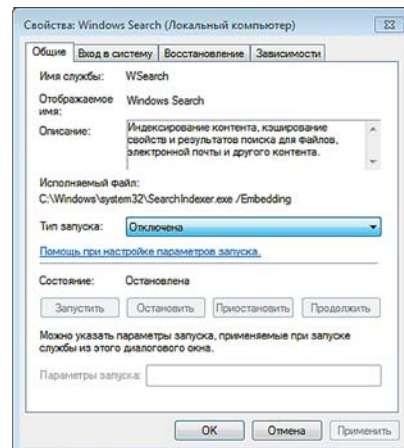 Свойства: Windows Search (Локальный компьютер)
Общие Вход в систему Восстановление Зависимости
Имя службы: WSearch
Отображаемое имя: Windows Search
Описание: Индексирование контента, кэширование
свойств и результатов поиска для файлов,
электронной почты и другого контента.
Исполняемый файл:
C:\Windows\system32\SearchIndexer.exe /Embedding
Тип запуска: Отключена
Помощь при настройке параметров запуска.
Состояние: Остановлена
Запустить Остановить Приостановить Продолжить
Можно указать параметры запуска, применяемые при запуске
службы из этого диалогового окна.
Параметры запуска:
OK Отмена Применить